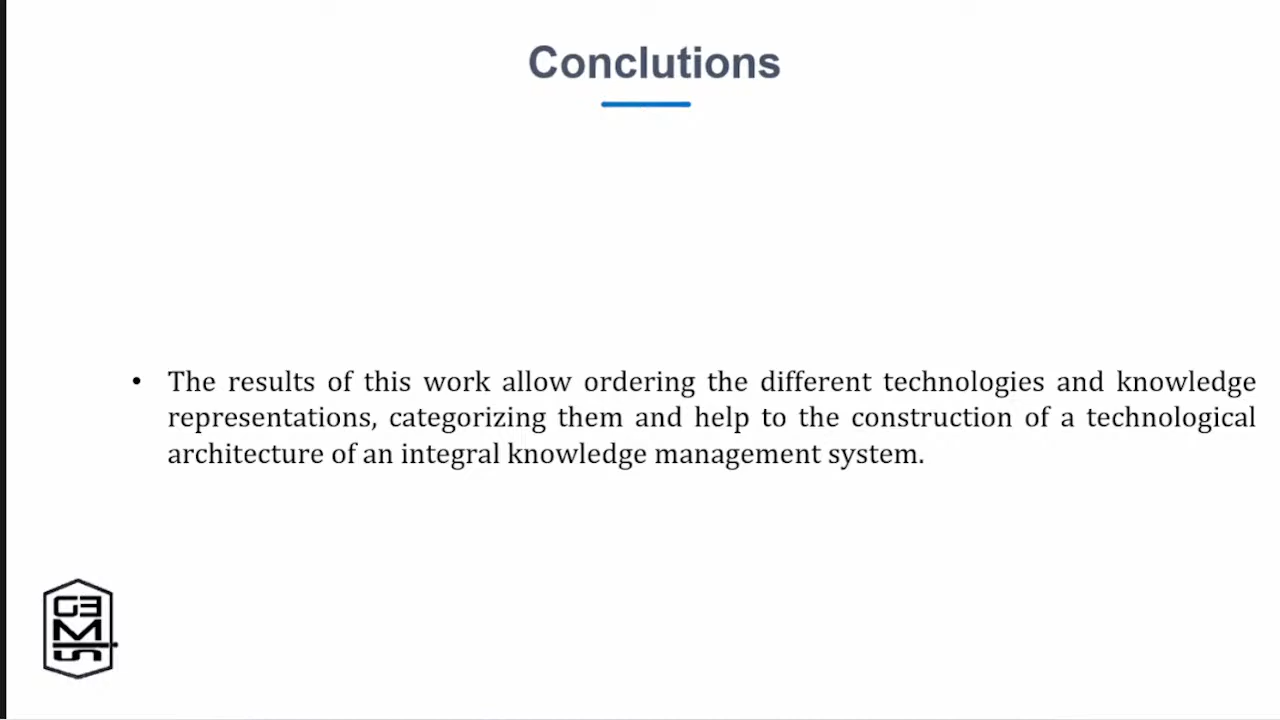 Conclutions
• The results of this work allow ordering the different technologies and knowledge
representations, categorizing them and help to the construction of a technological
architecture of an integral knowledge management system.